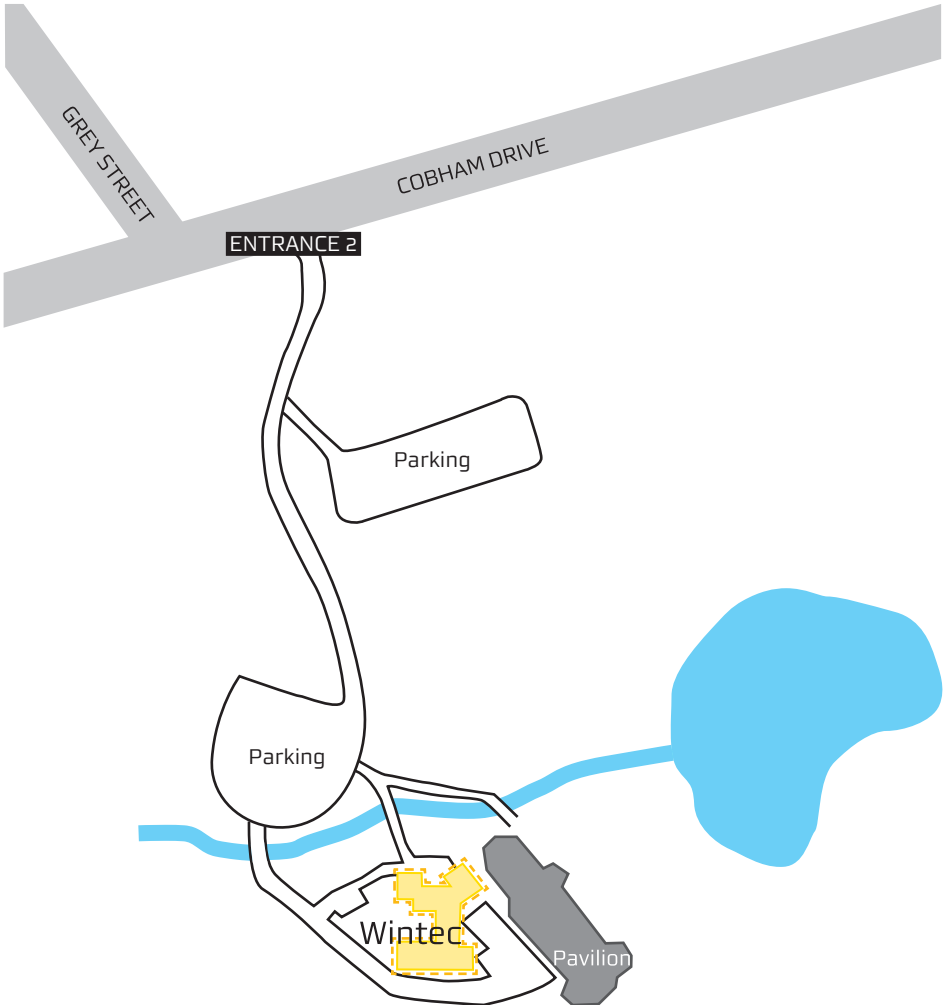 GREY STREET
COBHAM DRIVE
ENTRANCE 2
Parking
Parking
Wintec
Pavilion